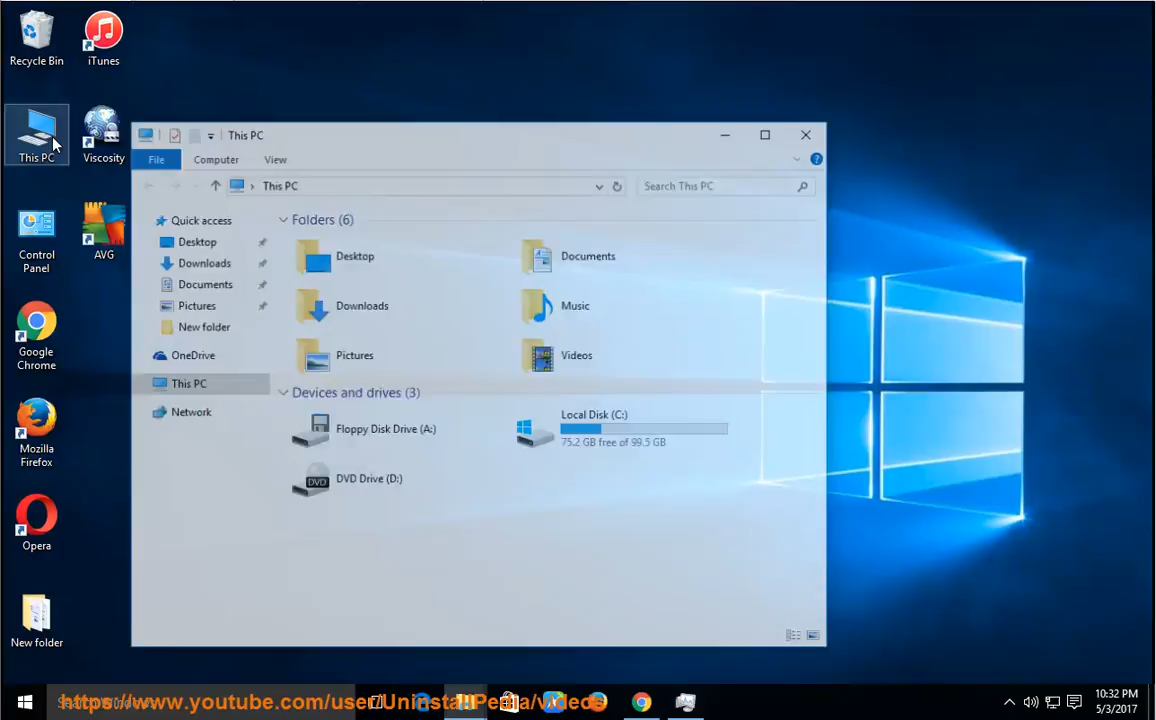 Recycle Bin
iTunes
This PC
Viscosity
Control
Panel
AVG
Google
Chrome
Mozilla
Firefox
Opera
New folder
This PC
File
Computer
View
This PC
Search This PC
Quick access
Desktop
Downloads
Documents
Pictures
New folder
OneDrive
This PC
Network
Folders (6)
Desktop
Documents
Downloads
Music
Pictures
Videos
Devices and drives (3)
Floppy Disk Drive (A:)
Local Disk (C:)
75.2 GB free of 99.5 GB
DVD
DVD Drive (D:)
https://www.youtube.com/user/UninstallPedia/videos
10:32 PM
5/3/2017